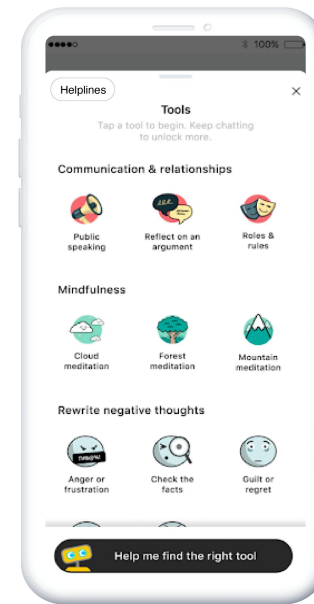 100%
Helplines
Tools
Tap a tool to begin. Keep chatting
to unlock more.
Communication & relationships
Public
speaking
Reflect on an
argument
Roles &
rules
Mindfulness
Cloud
meditation
Forest
meditation
Mountain
meditation
Rewrite negative thoughts
Anger or
frustration
Check the
facts
Guilt or
regret
Help me find the right tool